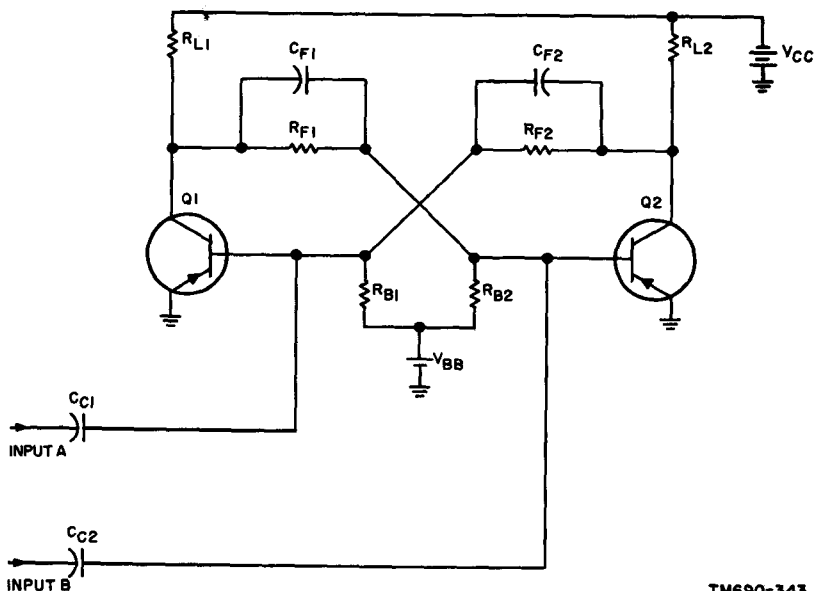 RL1
CF1
CF2
RL2
VCC
RF1
RF2
Q1
Q2
RB1
RB2
VBB
CC1
INPUT A
CC2
INPUT B
TM690-343